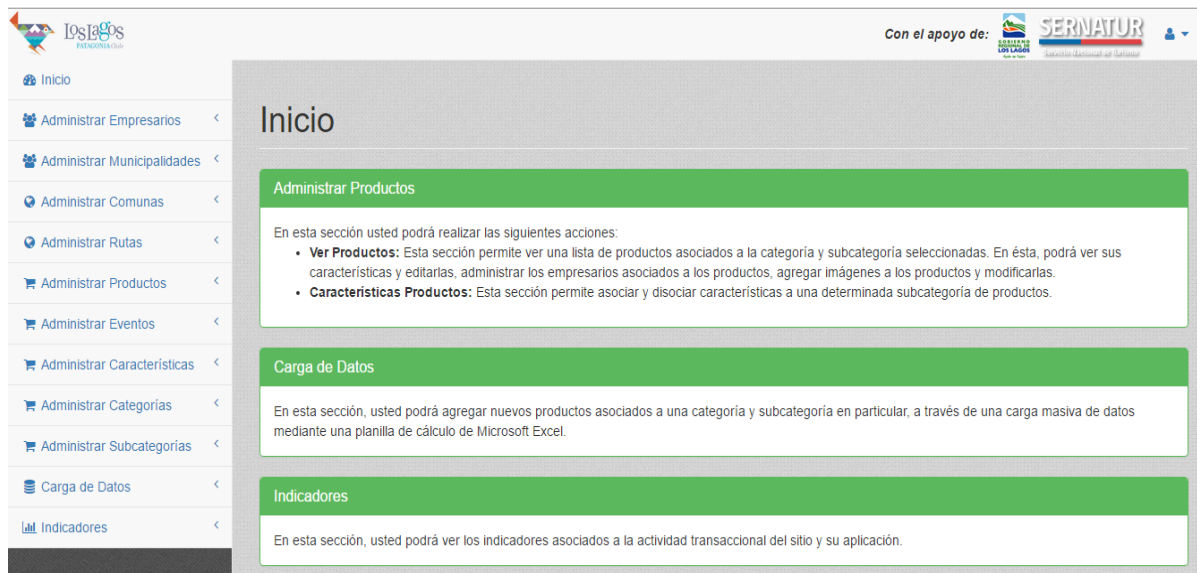 LosLagos
PATAGONIA Chile
Con el apoyo de:
GOBIERNO
REGIONAL DE
LOS LAGOS
SERNATUR
Servicio Nacional de Turismo
Inicio
Administrar Empresarios
Administrar Municipalidades
Administrar Comunas
Administrar Rutas
Administrar Productos
Administrar Eventos
Administrar Características
Administrar Categorías
Administrar Subcategorías
Carga de Datos
Indicadores
Inicio
Administrar Productos
En esta sección usted podrá realizar las siguientes acciones:
• Ver Productos: Esta sección permite ver una lista de productos asociados a la categoría y subcategoría seleccionadas. En ésta, podrá ver sus
características y editarlas, administrar los empresarios asociados a los productos, agregar imágenes a los productos y modificarlas.
• Características Productos: Esta sección permite asociar y disociar características a una determinada subcategoría de productos.
Carga de Datos
En esta sección, usted podrá agregar nuevos productos asociados a una categoría y subcategoría en particular, a través de una carga masiva de datos
mediante una planilla de cálculo de Microsoft Excel.
Indicadores
En esta sección, usted podrá ver los indicadores asociados a la actividad transaccional del sitio y su aplicación.